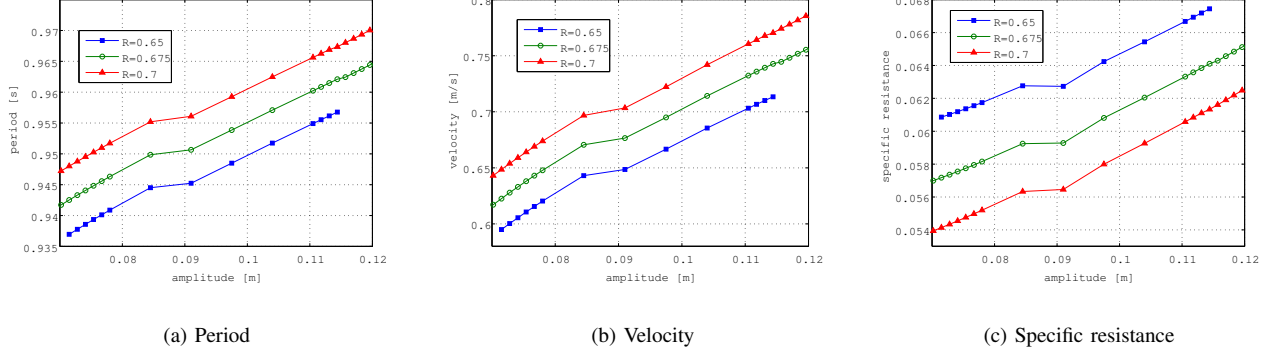 0.97
0.965
0.96
0.955
0.95
0.945
0.94
0.935
period [s]
R=0.65
R=0.675
R=0.7
0.08
0.09
0.1
0.11
0.12
amplitude [m]
(a) Period
0.8
0.75
0.7
0.65
0.6
velocity [m/s]
R=0.65
R=0.675
R=0.7
0.08
0.09
0.1
0.11
0.12
amplitude [m]
(b) Velocity
0.068
0.066
0.064
0.062
0.06
0.058
0.056
0.054
specific resistance
R=0.65
R=0.675
R=0.7
0.08
0.09
0.1
0.11
0.12
amplitude [m]
(c) Specific resistance